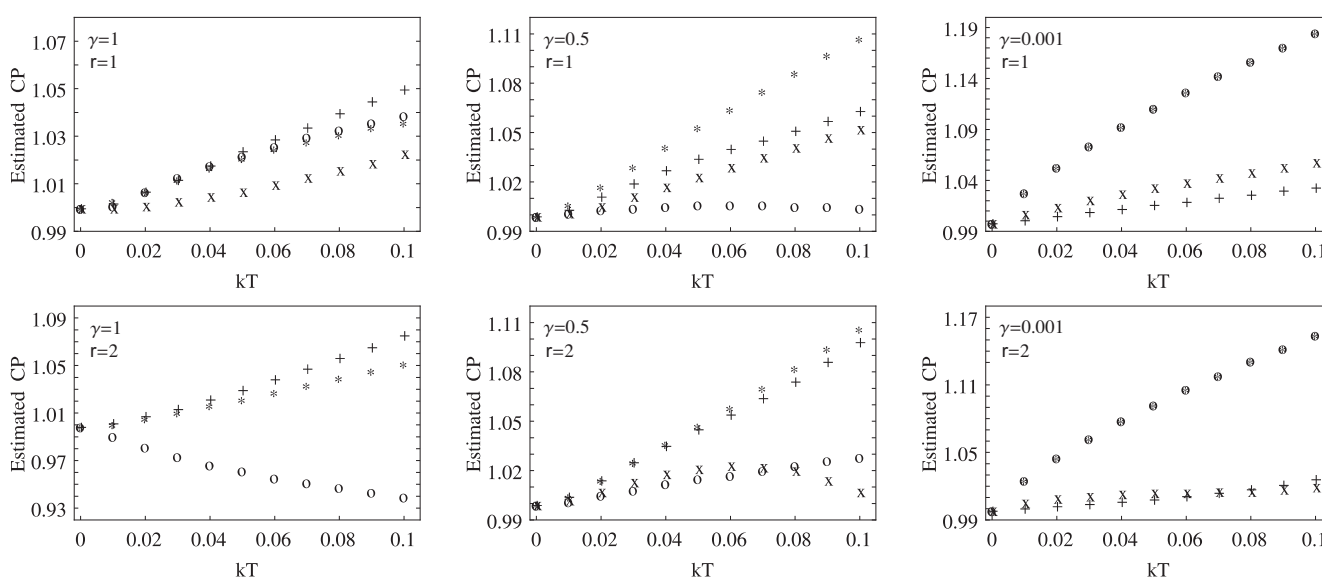 1.07
1.05
1.03
1.01
0.99
Estimated CP
γ=1
r=1
0 0.02 0.04 0.06 0.08 0.1
kT
1.11
1.08
1.05
1.02
0.99
Estimated CP
γ=0.5
r=1
0 0.02 0.04 0.06 0.08 0.1
kT
1.19
1.14
1.09
1.04
0.99
Estimated CP
γ=0.001
r=1
0 0.02 0.04 0.06 0.08 0.1
kT
1.09
1.05
1.01
0.97
0.93
Estimated CP
γ=1
r=2
0 0.02 0.04 0.06 0.08 0.1
kT
1.11
1.08
1.05
1.02
0.99
Estimated CP
γ=0.5
r=2
0 0.02 0.04 0.06 0.08 0.1
kT
1.17
1.11
1.05
0.99
Estimated CP
γ=0.001
r=2
0 0.02 0.04 0.06 0.08 0.1
kT